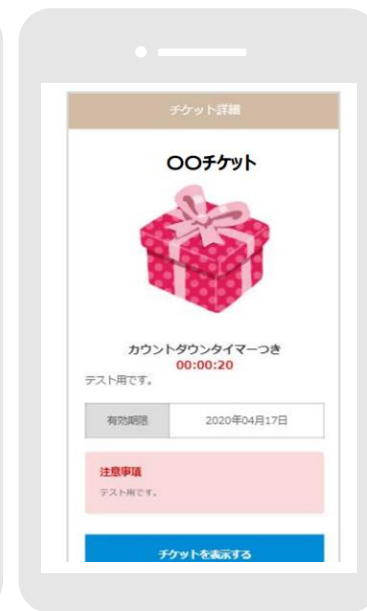 チケット詳細
〇〇チケット
カウントダウンタイマーつき
00:00:20
テスト用です。
有効期限 2020年04月17日
注意事項
テスト用です。
チケットを表示する